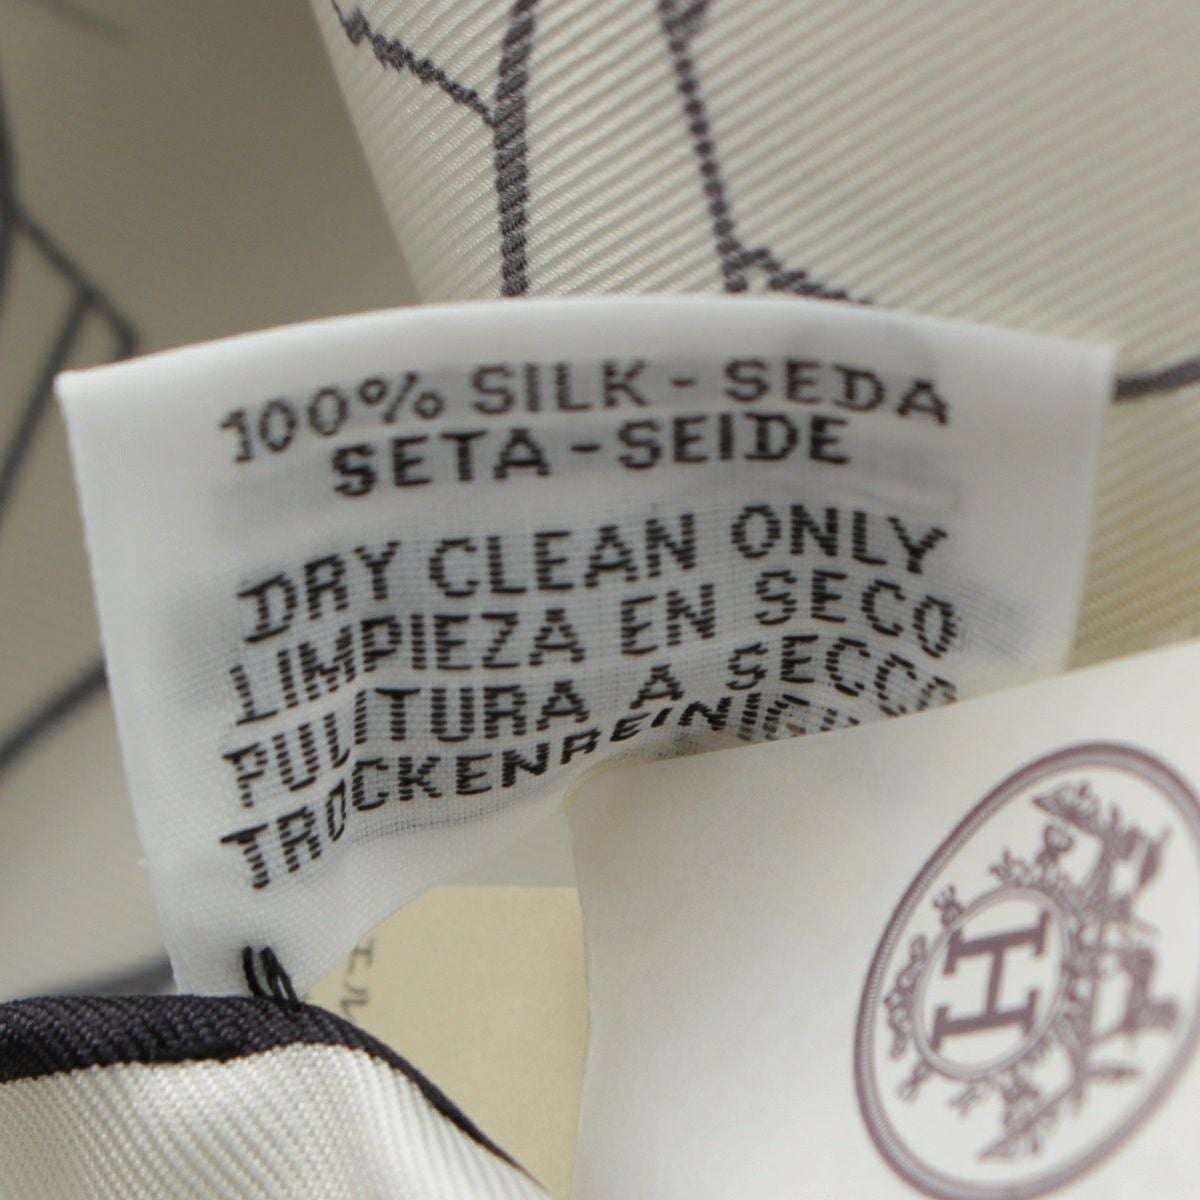 100% SILK - SEDA
SETA - SEIDE
DRY CLEAN ONLY
LIMPIEZA EN SECO
PULITURA A SECCO
H